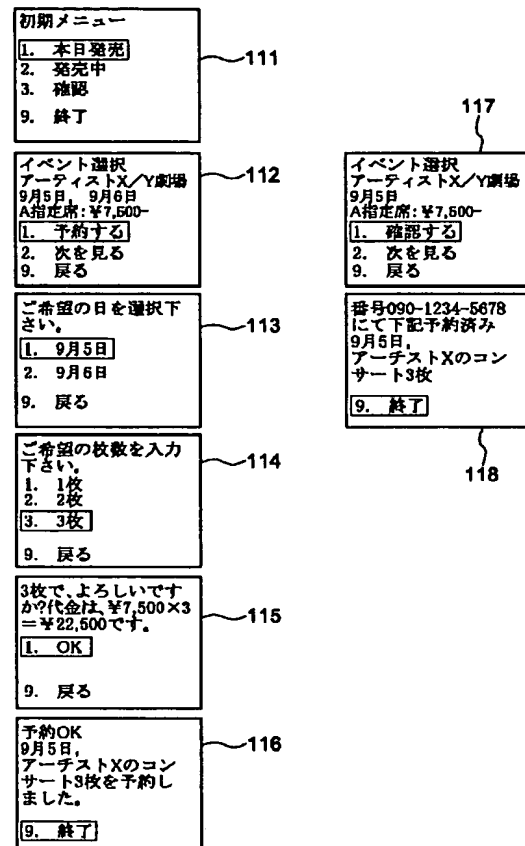 初期メニュー
1. 本日発売
2. 発売中
3. 確認
9. 終了
111
イベント選択
アーティストX／Y劇場
9月5日, 9月6日
A指定席:￥7,500-
1. 予約する
2. 次を見る
9. 戻る
112
ご希望の日を選択下
さい。
1. 9月5日
2. 9月6日
9. 戻る
113
ご希望の枚数を入力
下さい。
1. 1枚
2. 2枚
3. 3枚
9. 戻る
114
3枚で、よろしいです
か?代金は、￥7,500×3
＝￥22,500です。
1. OK
9. 戻る
115
予約OK
9月5日,
アーチストXのコン
サート3枚を予約し
ました。
9. 終了
116
117
イベント選択
アーティストX／Y劇場
9月5日
A指定席:￥7,500-
1. 確認する
2. 次を見る
9. 戻る
番号090-1234-5678
にて下記予約済み
9月5日,
アーチストXのコン
サート3枚
9. 終了
118